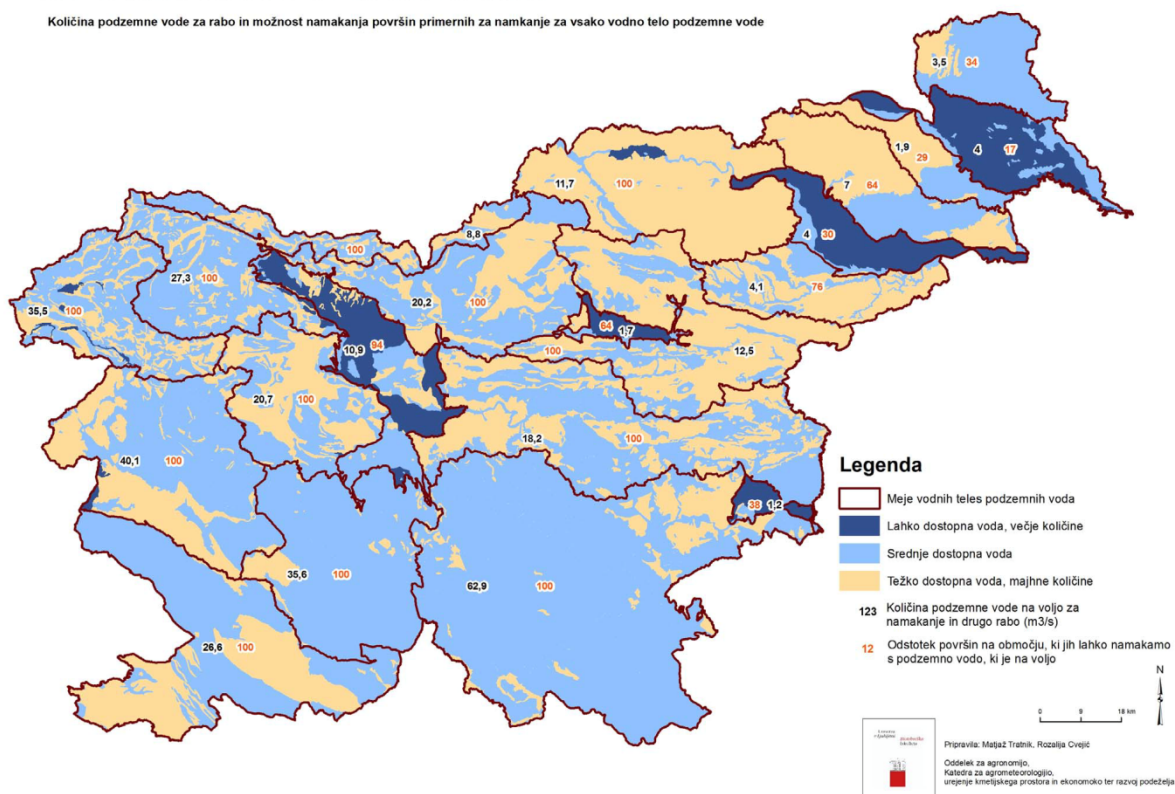 Količina podzemne vode za rabo in možnost namakanja površin primernih za namkanje za vsako vodno telo podzemne vode
3,5 34
1,9
29
4 17
7 64
11,7 100
8,8
4 30
100
27,3 100
20,2 100
4,1 76
35,5 100
64 1,7
10,9 94
100
12,5
20,7 100
18,2 100
40,1 100
38 1,2
35,6 100
62,9 100
26,6 100
Legenda
Meje vodnih teles podzemnih voda
Lahko dostopna voda, večje količine
Srednje dostopna voda
Težko dostopna voda, majhne količine
123 Količina podzemne vode na voljo za
namakanje in drugo rabo (m3/s)
12 Odstotek površin na območju, ki jih lahko namakamo
s podzemno vodo, ki je na voljo
N
0 9 18 km
Pripravila: Matjaž Tratnik, Rozalija Cvejić
Oddelek za agronomijo,
Katedra za agrometeorologijio,
urejenje kmetijskega prostora in ekonomoko ter razvoj podeželja